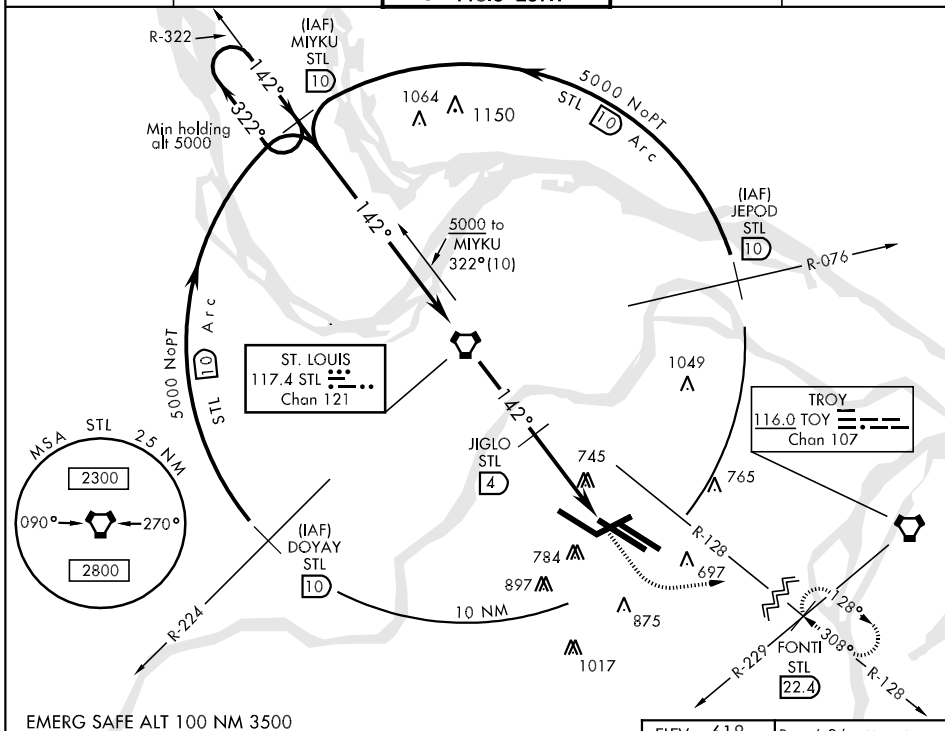 R-322
(IAF)
MIYKU
STL
10
142°
322°
Min holding
alt 5000
1064
1150
5000 NoPT
STL 10 Arc
(IAF)
JEPOD
STL
10
R-076
142°
5000 to
MIYKU
322°(10)
5000 NoPT
STL 10 Arc
ST. LOUIS
117.4 STL
Chan 121
1049
TROY
116.0 TOY
Chan 107
142°
JIGLO
STL
4
745
765
MSA STL 25 NM
2300
090°
270°
2800
(IAF)
DOYAY
STL
10
R-128
784
697
897
10 NM
875
128°
R-224
308°
1017
R-229
FONTI
STL
22.4
R-128
EMERG SAFE ALT 100 NM 3500